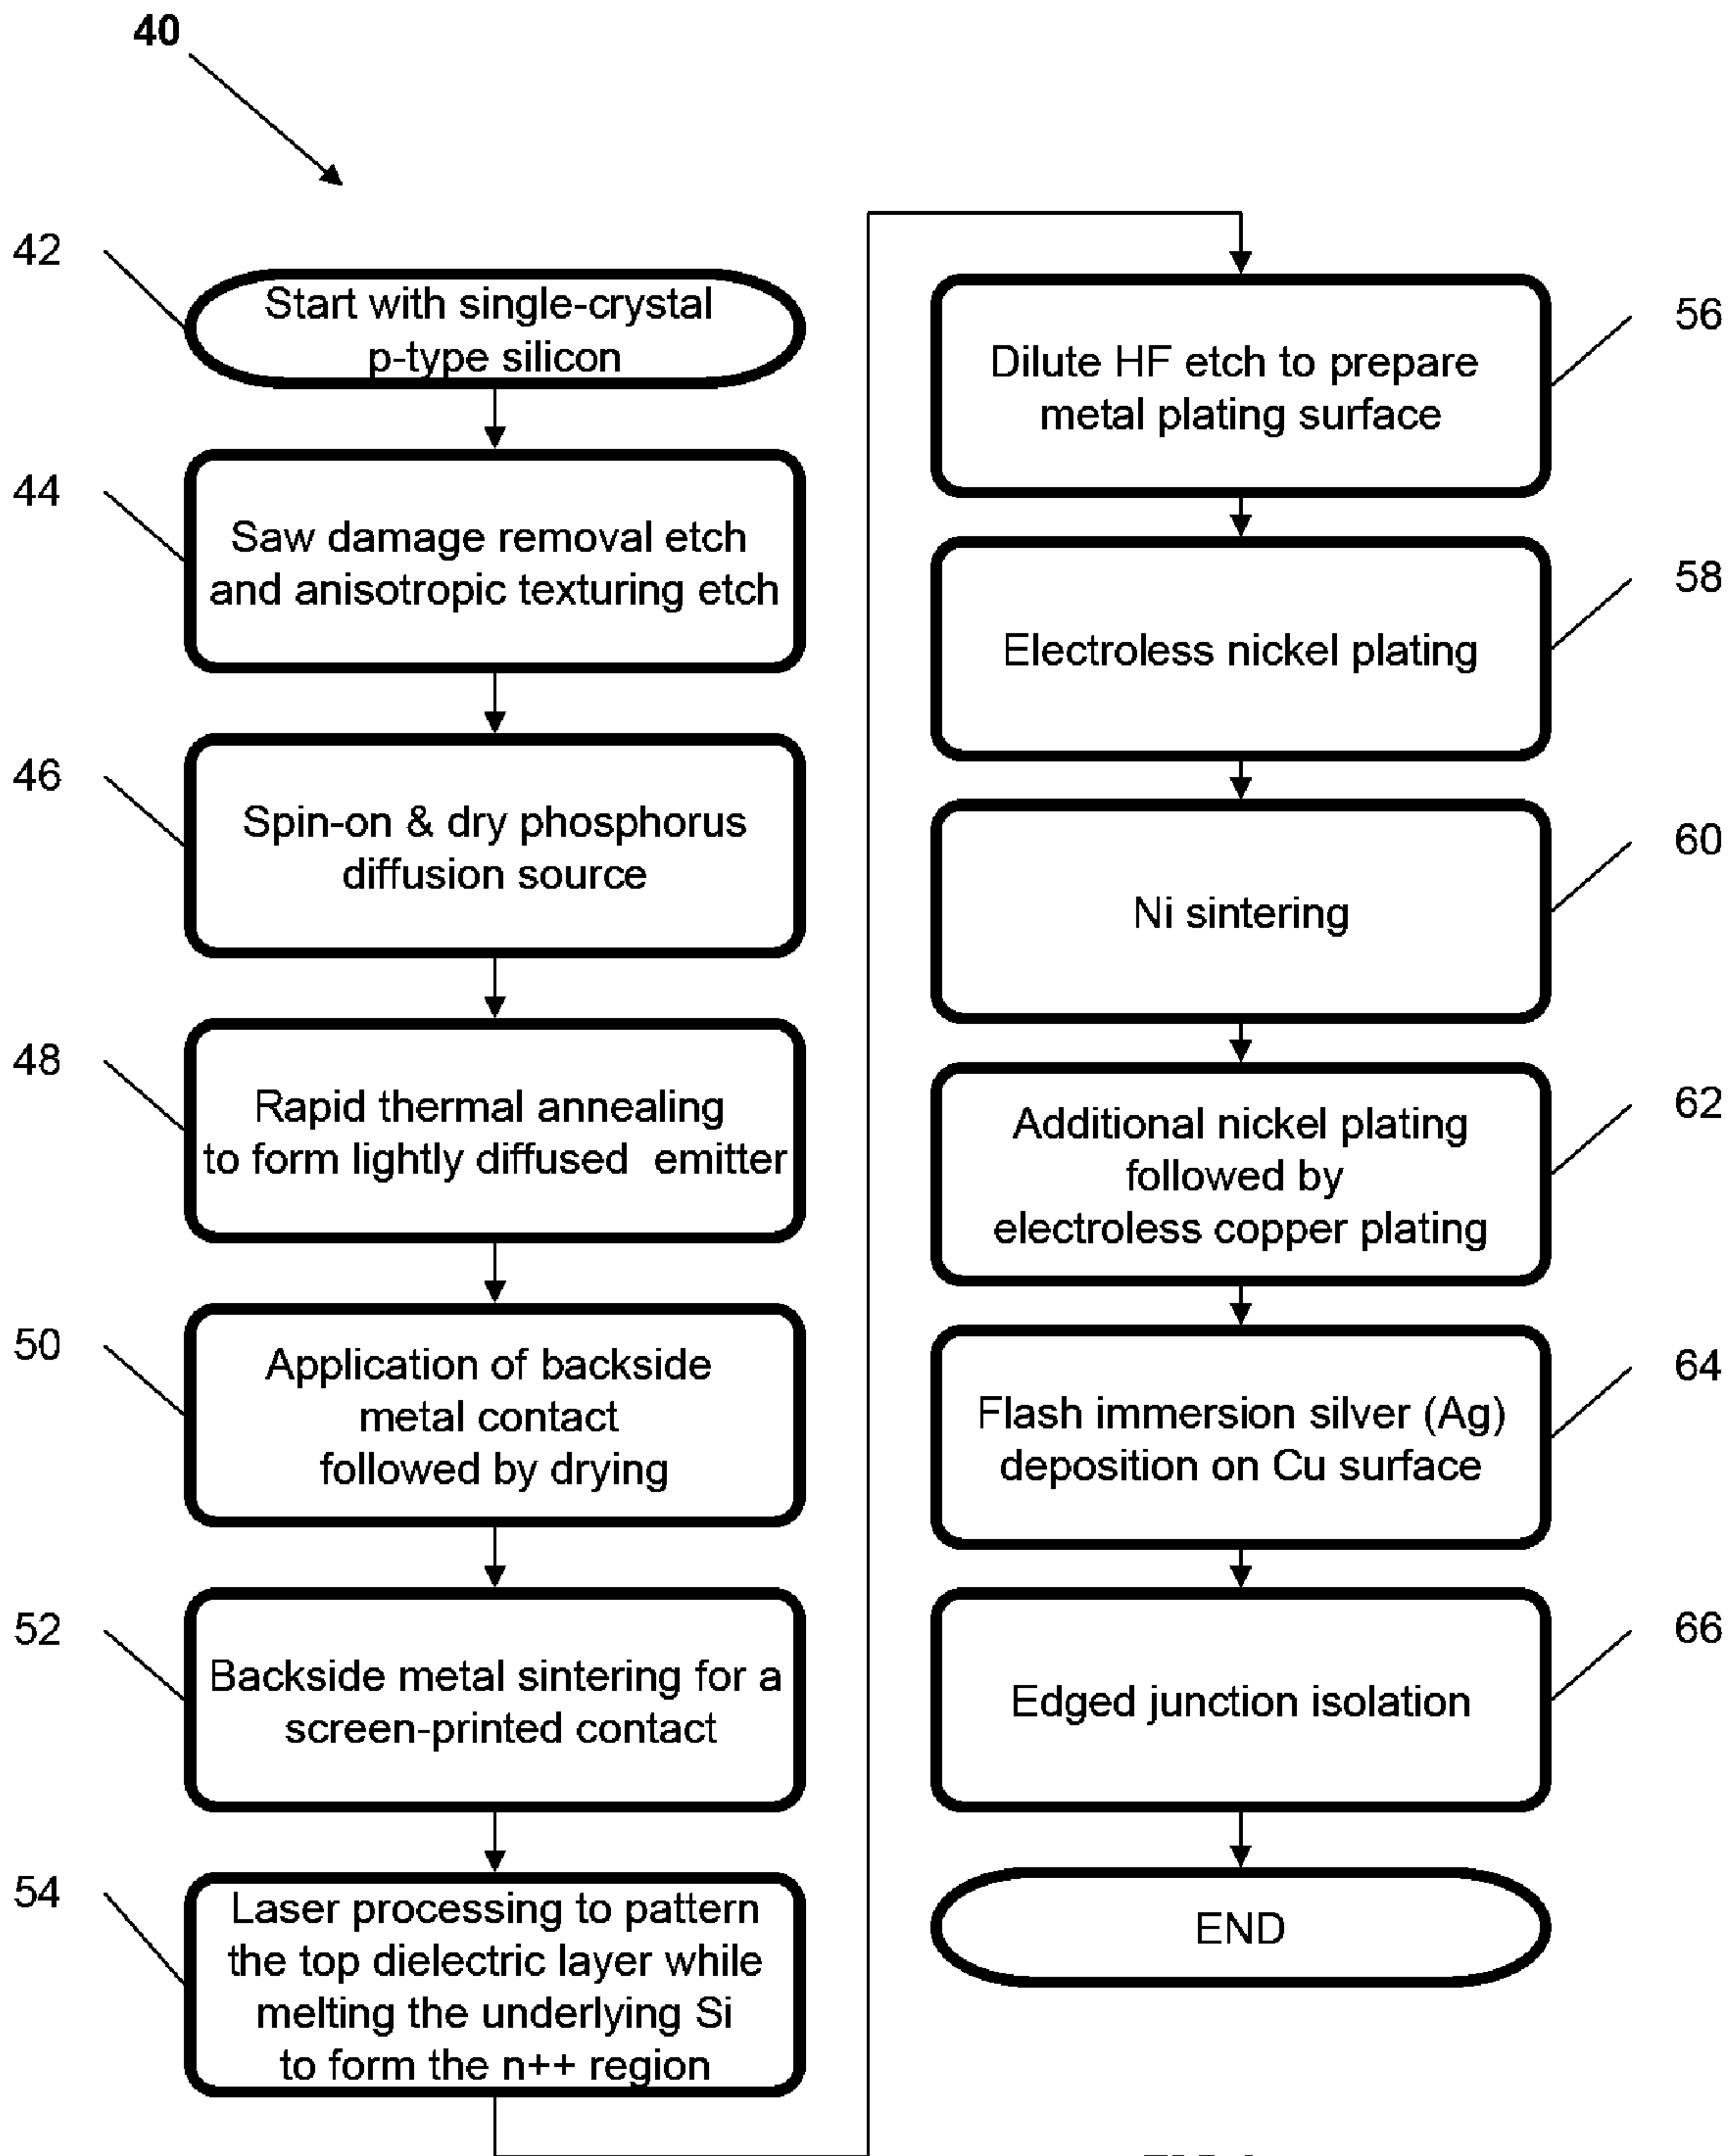 40
42
Start with single-crystal
p-type silicon
44
Saw damage removal etch
and anisotropic texturing etch
46
Spin-on & dry phosphorus
diffusion source
48
Rapid thermal annealing
to form lightly diffused emitter
50
Application of backside
metal contact
followed by drying
52
Backside metal sintering for a
screen-printed contact
54
Laser processing to pattern
the top dielectric layer while
melting the underlying Si
to form the n++ region
56
Dilute HF etch to prepare
metal plating surface
58
Electroless nickel plating
60
Ni sintering
62
Additional nickel plating
followed by
electroless copper plating
64
Flash immersion silver (Ag)
deposition on Cu surface
66
Edged junction isolation
END